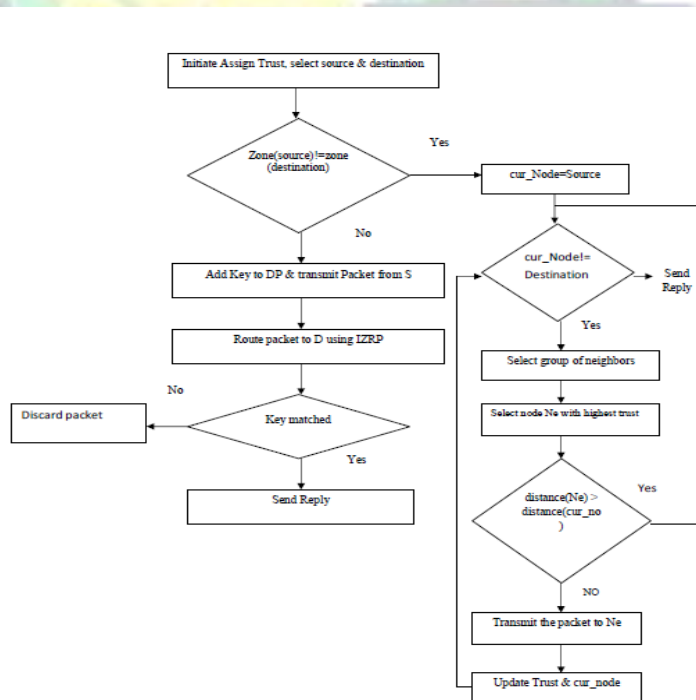 Initiate Assign Trust, select source & destination
Yes
Zone(source)!=zone
(destination)
cur_Node=Source
No
cur_Node!=
Destination
Send
Reply
Add Key to DP & transmit Packet from S
Yes
Route packet to D using IZRP
Select group of neighbors
No
Discard packet
Key matched
Select node Ne with highest trust
Yes
Send Reply
distance(Ne) >
distance(cur_no
)
Yes
NO
Transmit the packet to Ne
Update Trust & cur_node